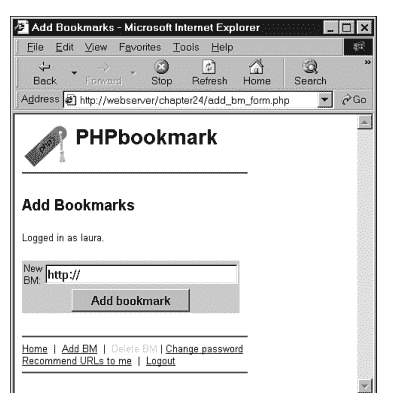 Add Bookmarks - Microsoft Internet Explorer
File Edit View Favorites Tools Help
Back Forward Stop Refresh Home Search »
Address http://webserver/chapter24/add_bm_form.php Go
php
PHPbookmark
Add Bookmarks
Logged in as laura.
New
BM: http://
Add bookmark
Home | Add BM | Delete BM | Change password
Recommend URLs to me | Logout